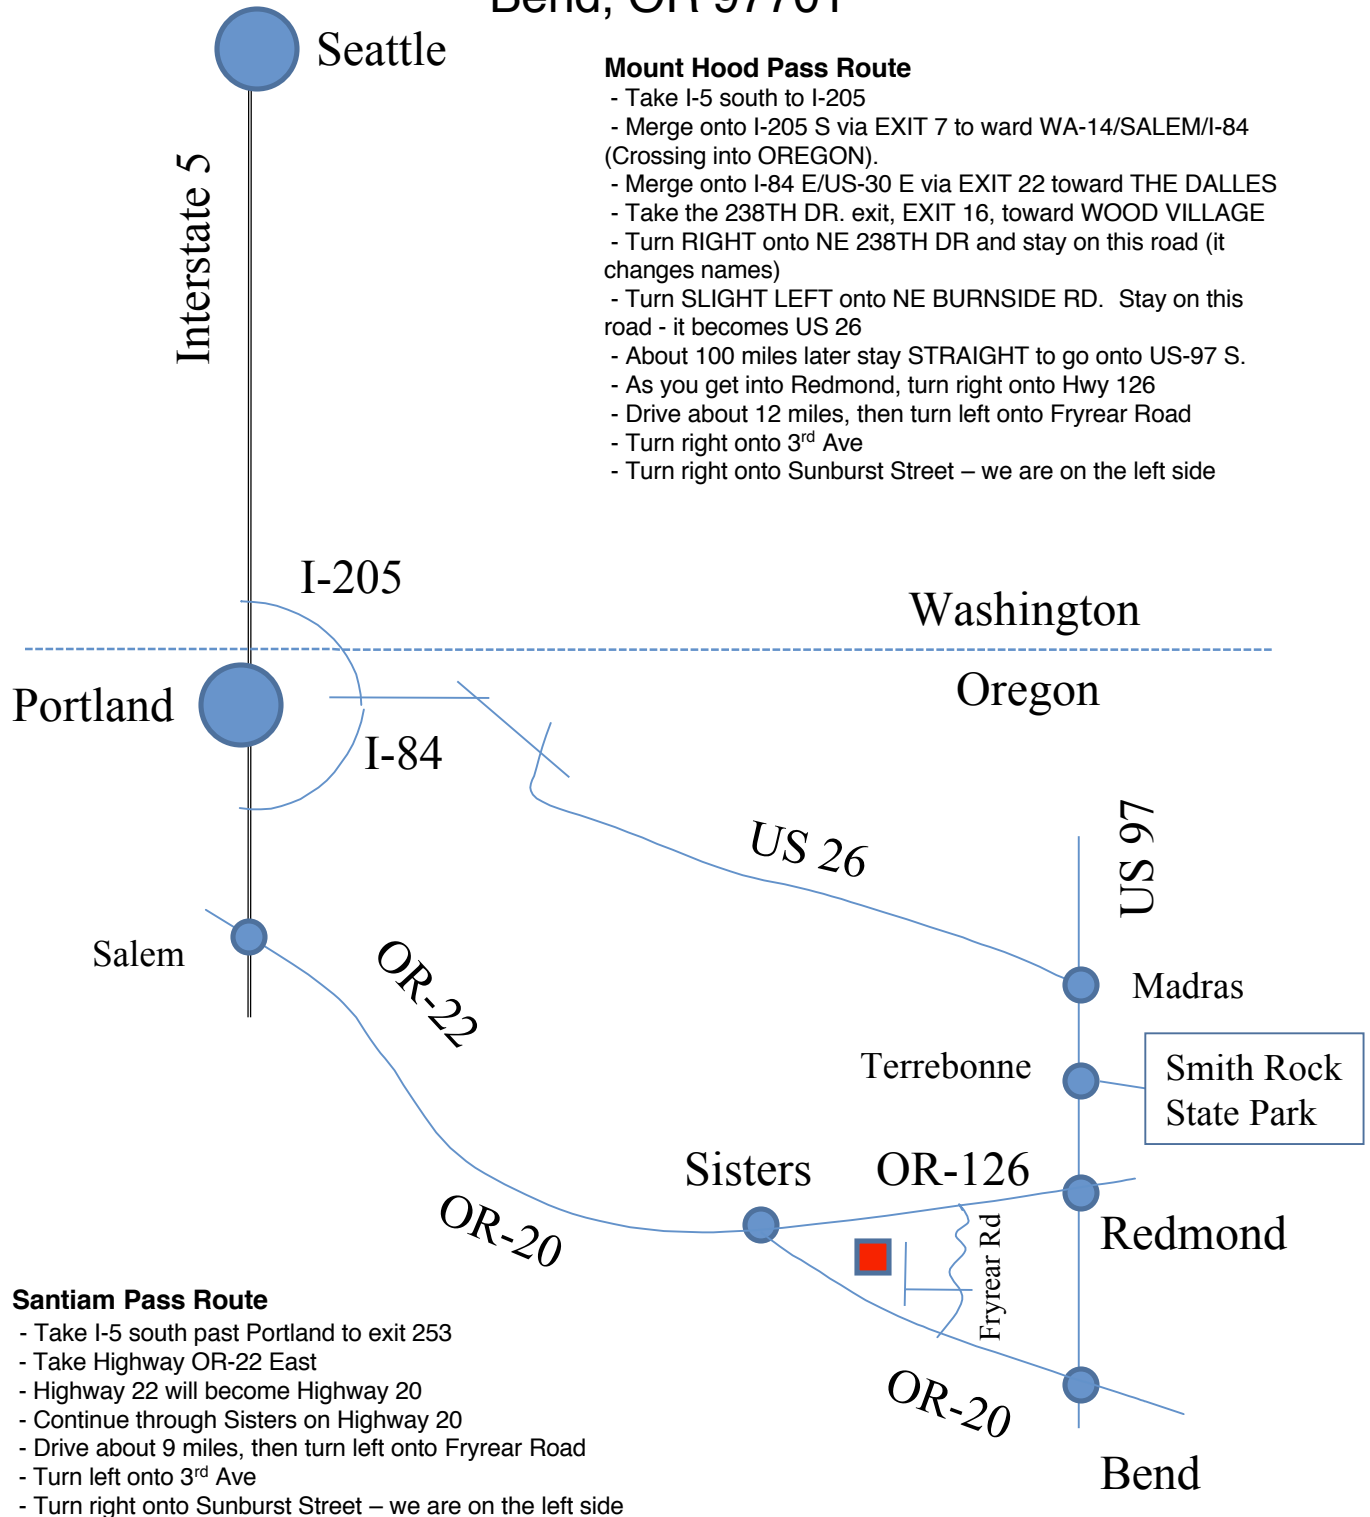 Bend, OR 97701
Seattle
Mount Hood Pass Route
- Take I-5 south to I-205
- Merge onto I-205 S via EXIT 7 to ward WA-14/SALEM/I-84
(Crossing into OREGON).
- Merge onto I-84 E/US-30 E via EXIT 22 toward THE DALLES
- Take the 238TH DR. exit, EXIT 16, toward WOOD VILLAGE
- Turn RIGHT onto NE 238TH DR and stay on this road (it
changes names)
- Turn SLIGHT LEFT onto NE BURNSIDE RD.  Stay on this
road - it becomes US 26
- About 100 miles later stay STRAIGHT to go onto US-97 S.
- As you get into Redmond, turn right onto Hwy 126
- Drive about 12 miles, then turn left onto Fryrear Road
- Turn right onto 3rd Ave
- Turn right onto Sunburst Street – we are on the left side
Interstate 5
I-205
Washington
Oregon
Portland
I-84
US 26
US 97
Salem
OR-22
Madras
Terrebonne
Smith Rock
State Park
Sisters
OR-126
OR-20
Fryrear Rd
Redmond
OR-20
Bend
Santiam Pass Route
- Take I-5 south past Portland to exit 253
- Take Highway OR-22 East
- Highway 22 will become Highway 20
- Continue through Sisters on Highway 20
- Drive about 9 miles, then turn left onto Fryrear Road
- Turn left onto 3rd Ave
- Turn right onto Sunburst Street – we are on the left side